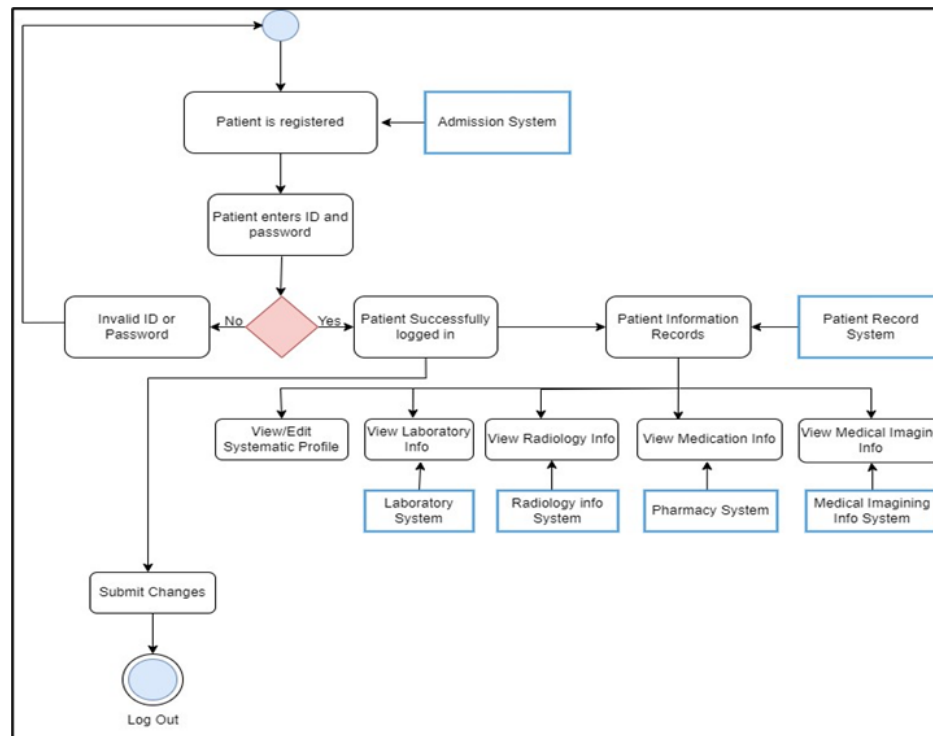 Patient is registered
Admission System
Patient enters ID and
password
No
Yes
Invalid ID or
Password
Patient Successfully
logged in
Patient Information
Records
Patient Record
System
View/Edit
Systematic Profile
View Laboratory
Info
View Radiology Info
View Medication Info
View Medical Imagin
Info
Laboratory
System
Radiology info
System
Pharmacy System
Medical Imagining
Info System
Submit Changes
Log Out